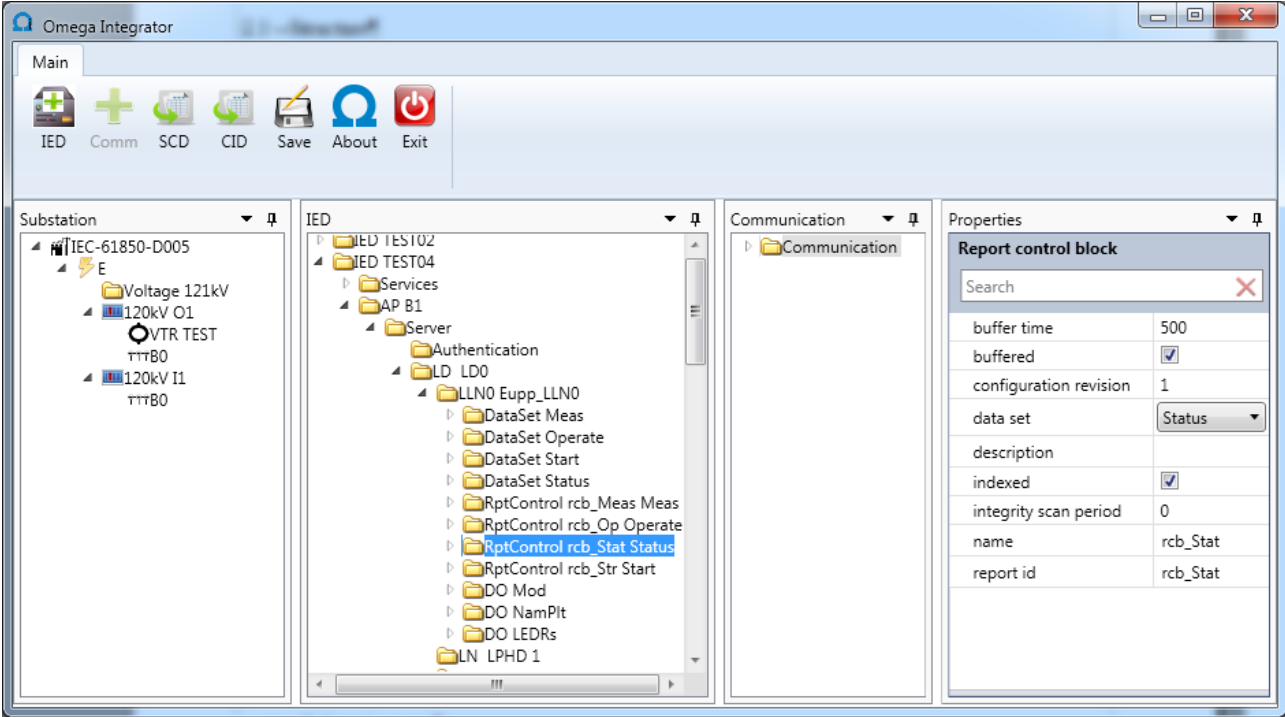 Omega Integrator
Main
IED
Comm
SCD
CID
Save
About
Exit
Substation
IEC-61850-D005
E
Voltage 121kV
120kV O1
VTR TEST
B0
120kV I1
B0
IED
IED TEST02
IED TEST04
Services
AP B1
Server
Authentication
LD LD0
LLN0 Eupp_LLN0
DataSet Meas
DataSet Operate
DataSet Start
DataSet Status
RptControl rcb_Meas Meas
RptControl rcb_Op Operate
RptControl rcb_Stat Status
RptControl rcb_Str Start
DO Mod
DO NamPlt
DO LEDRs
LN LPHD 1
Communication
Communication
Properties
Report control block
Search
buffer time 500
buffered
configuration revision 1
data set Status
description
indexed
integrity scan period 0
name rcb_Stat
report id rcb_Stat